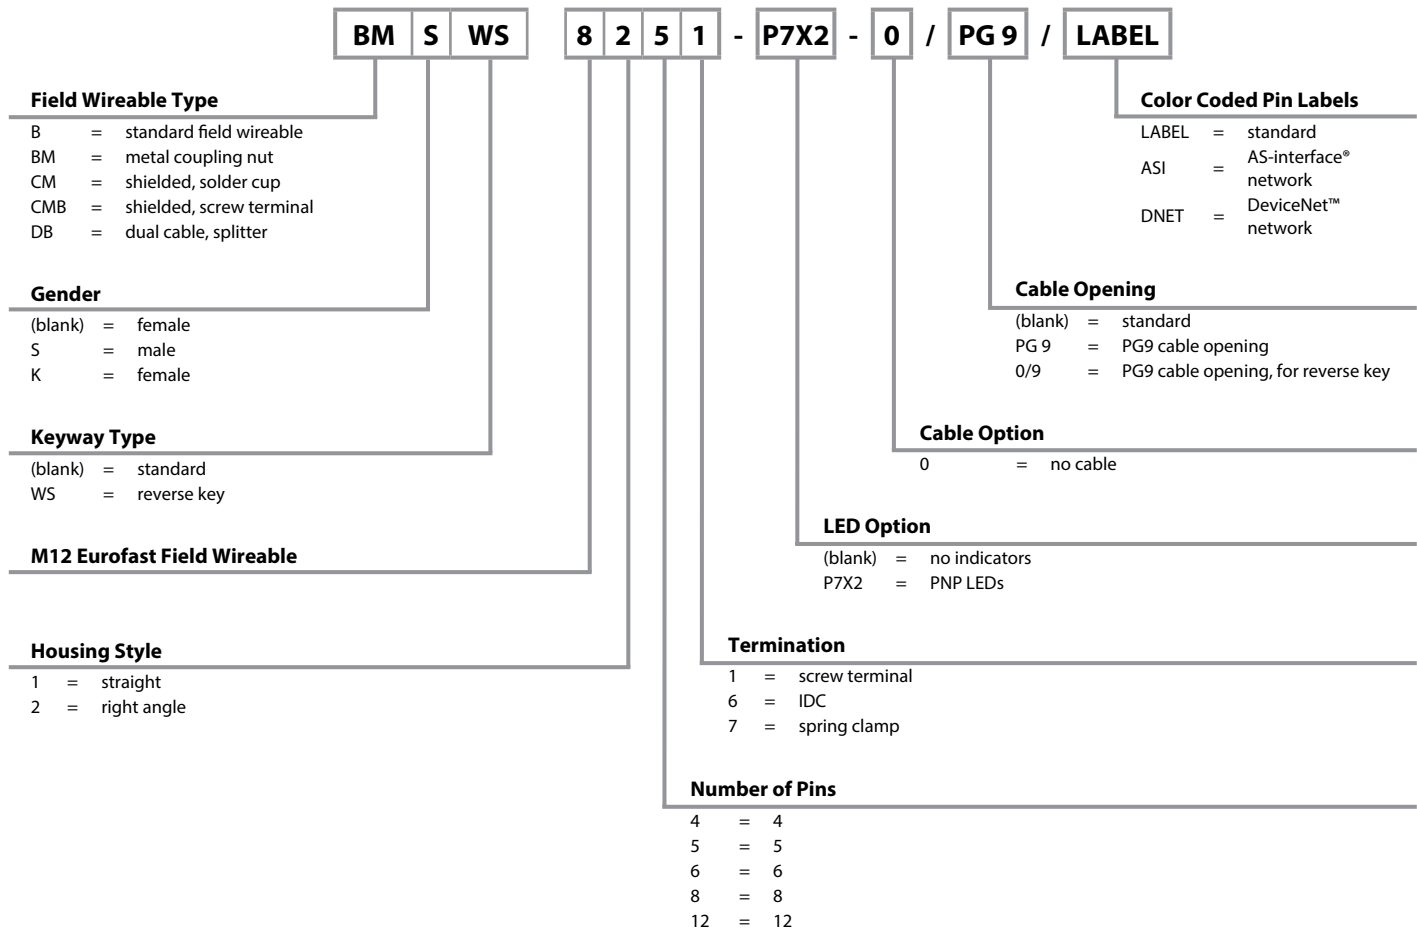 BM S WS 8 2 5 1 - P7X2 - 0 / PG 9 / LABEL
Field Wireable Type
B = standard field wireable
BM = metal coupling nut
CM = shielded, solder cup
CMB = shielded, screw terminal
DB = dual cable, splitter
Gender
(blank) = female
S = male
K = female
Keyway Type
(blank) = standard
WS = reverse key
M12 Eurofast Field Wireable
Housing Style
1 = straight
2 = right angle
Color Coded Pin Labels
LABEL = standard
ASI = AS-interface®
network
DNET = DeviceNet™
network
Cable Opening
(blank) = standard
PG 9 = PG9 cable opening
0/9 = PG9 cable opening, for reverse key
Cable Option
0 = no cable
LED Option
(blank) = no indicators
P7X2 = PNP LEDs
Termination
1 = screw terminal
6 = IDC
7 = spring clamp
Number of Pins
4 = 4
5 = 5
6 = 6
8 = 8
12 = 12